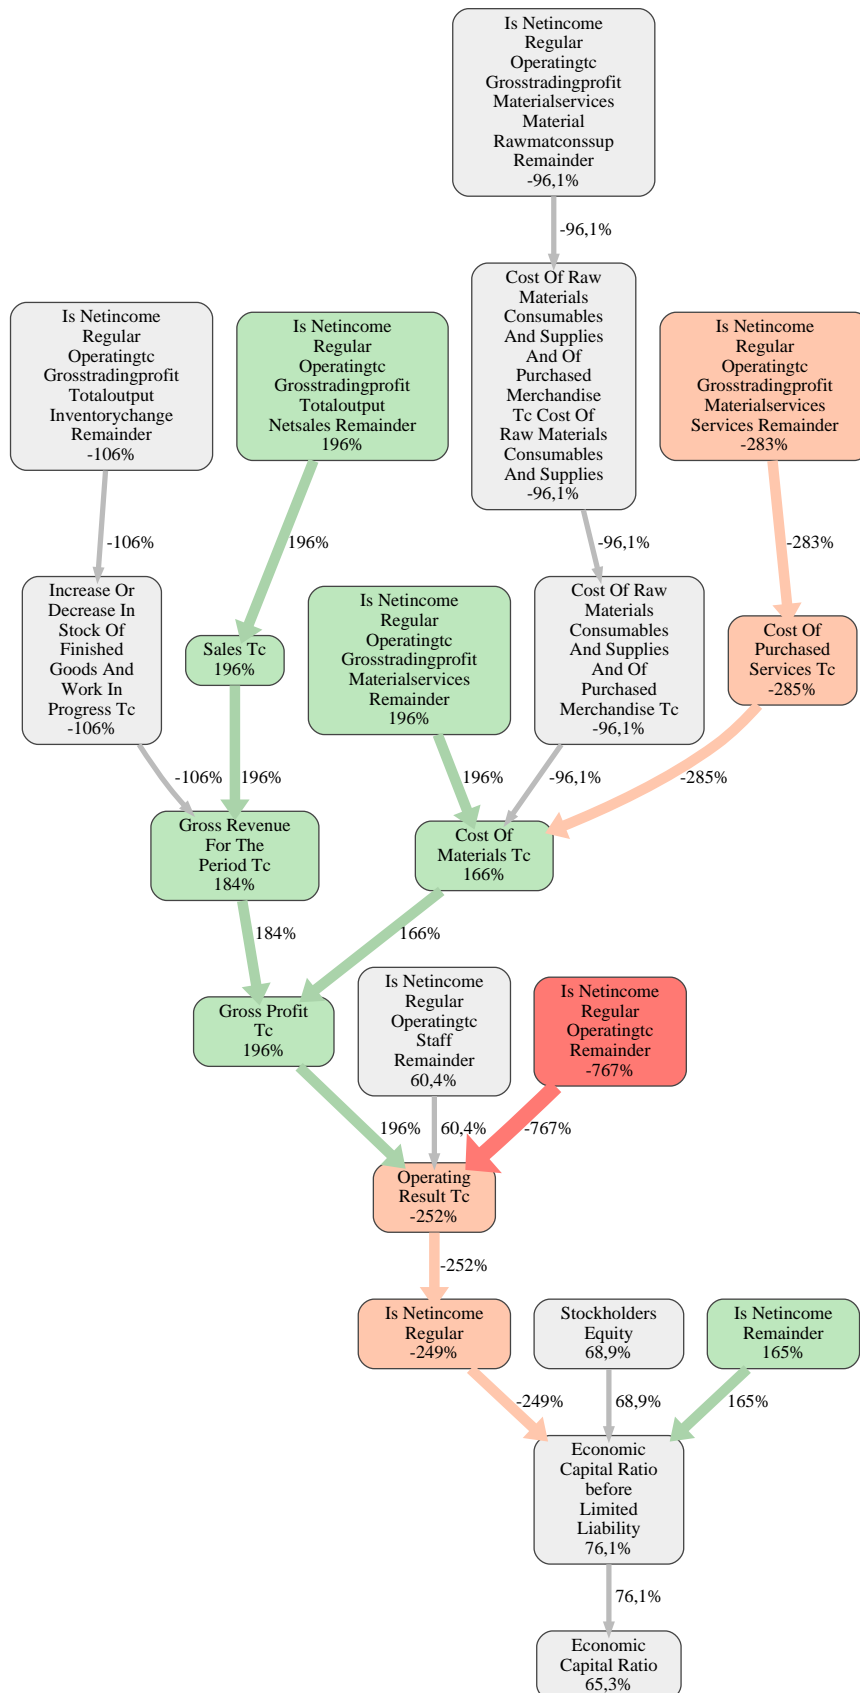 Is Netincome
Regular
Operatingtc
Grosstradingprofit
Materialservices
Material
Rawmatconssup
Remainder
-96,1%
-96,1%
Is Netincome
Regular
Operatingtc
Grosstradingprofit
Totaloutput
Inventorychange
Remainder
-106%
Is Netincome
Regular
Operatingtc
Grosstradingprofit
Totaloutput
Netsales Remainder
196%
Cost Of Raw
Materials
Consumables
And Supplies
And Of
Purchased
Merchandise
Tc Cost Of
Raw Materials
Consumables
And Supplies
-96,1%
Is Netincome
Regular
Operatingtc
Grosstradingprofit
Materialservices
Services Remainder
-283%
-106%
196%
-96,1%
-283%
Increase Or
Decrease In
Stock Of
Finished
Goods And
Work In
Progress Tc
-106%
Sales Tc
196%
Is Netincome
Regular
Operatingtc
Grosstradingprofit
Materialservices
Remainder
196%
Cost Of Raw
Materials
Consumables
And Supplies
And Of
Purchased
Merchandise Tc
-96,1%
Cost Of
Purchased
Services Tc
-285%
-106%
196%
196%
-96,1%
-285%
Gross Revenue
For The
Period Tc
184%
Cost Of
Materials Tc
166%
184%
166%
Gross Profit
Tc
196%
Is Netincome
Regular
Operatingtc
Staff
Remainder
60,4%
Is Netincome
Regular
Operatingtc
Remainder
-767%
196%
60,4%
-767%
Operating
Result Tc
-252%
-252%
Is Netincome
Regular
-249%
Stockholders
Equity
68,9%
Is Netincome
Remainder
165%
-249%
68,9%
165%
Economic
Capital Ratio
before
Limited
Liability
76,1%
76,1%
Economic
Capital Ratio
65,3%